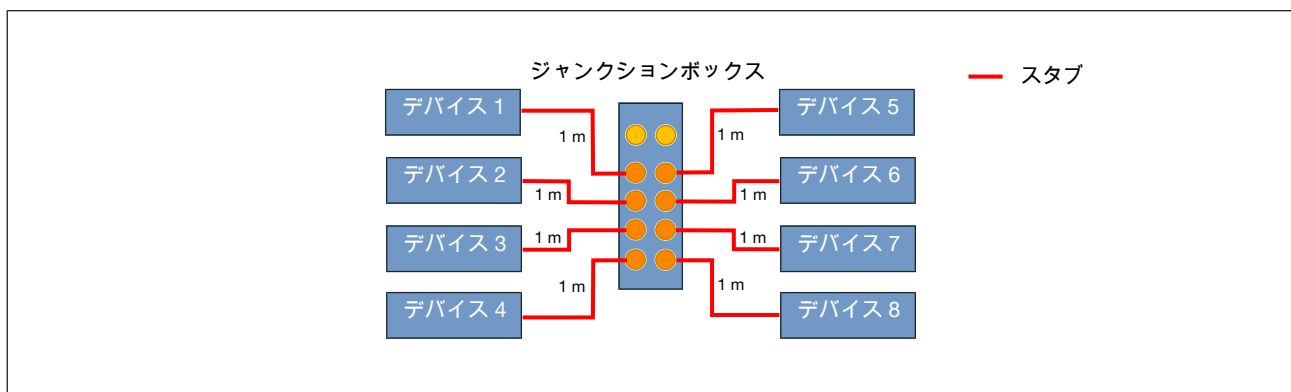 ジャンクションボックス
スタブ
デバイス 1
デバイス 5
1 m
1 m
デバイス 2
デバイス 6
1 m
1 m
デバイス 3
デバイス 7
1 m
1 m
デバイス 4
デバイス 8
1 m
1 m